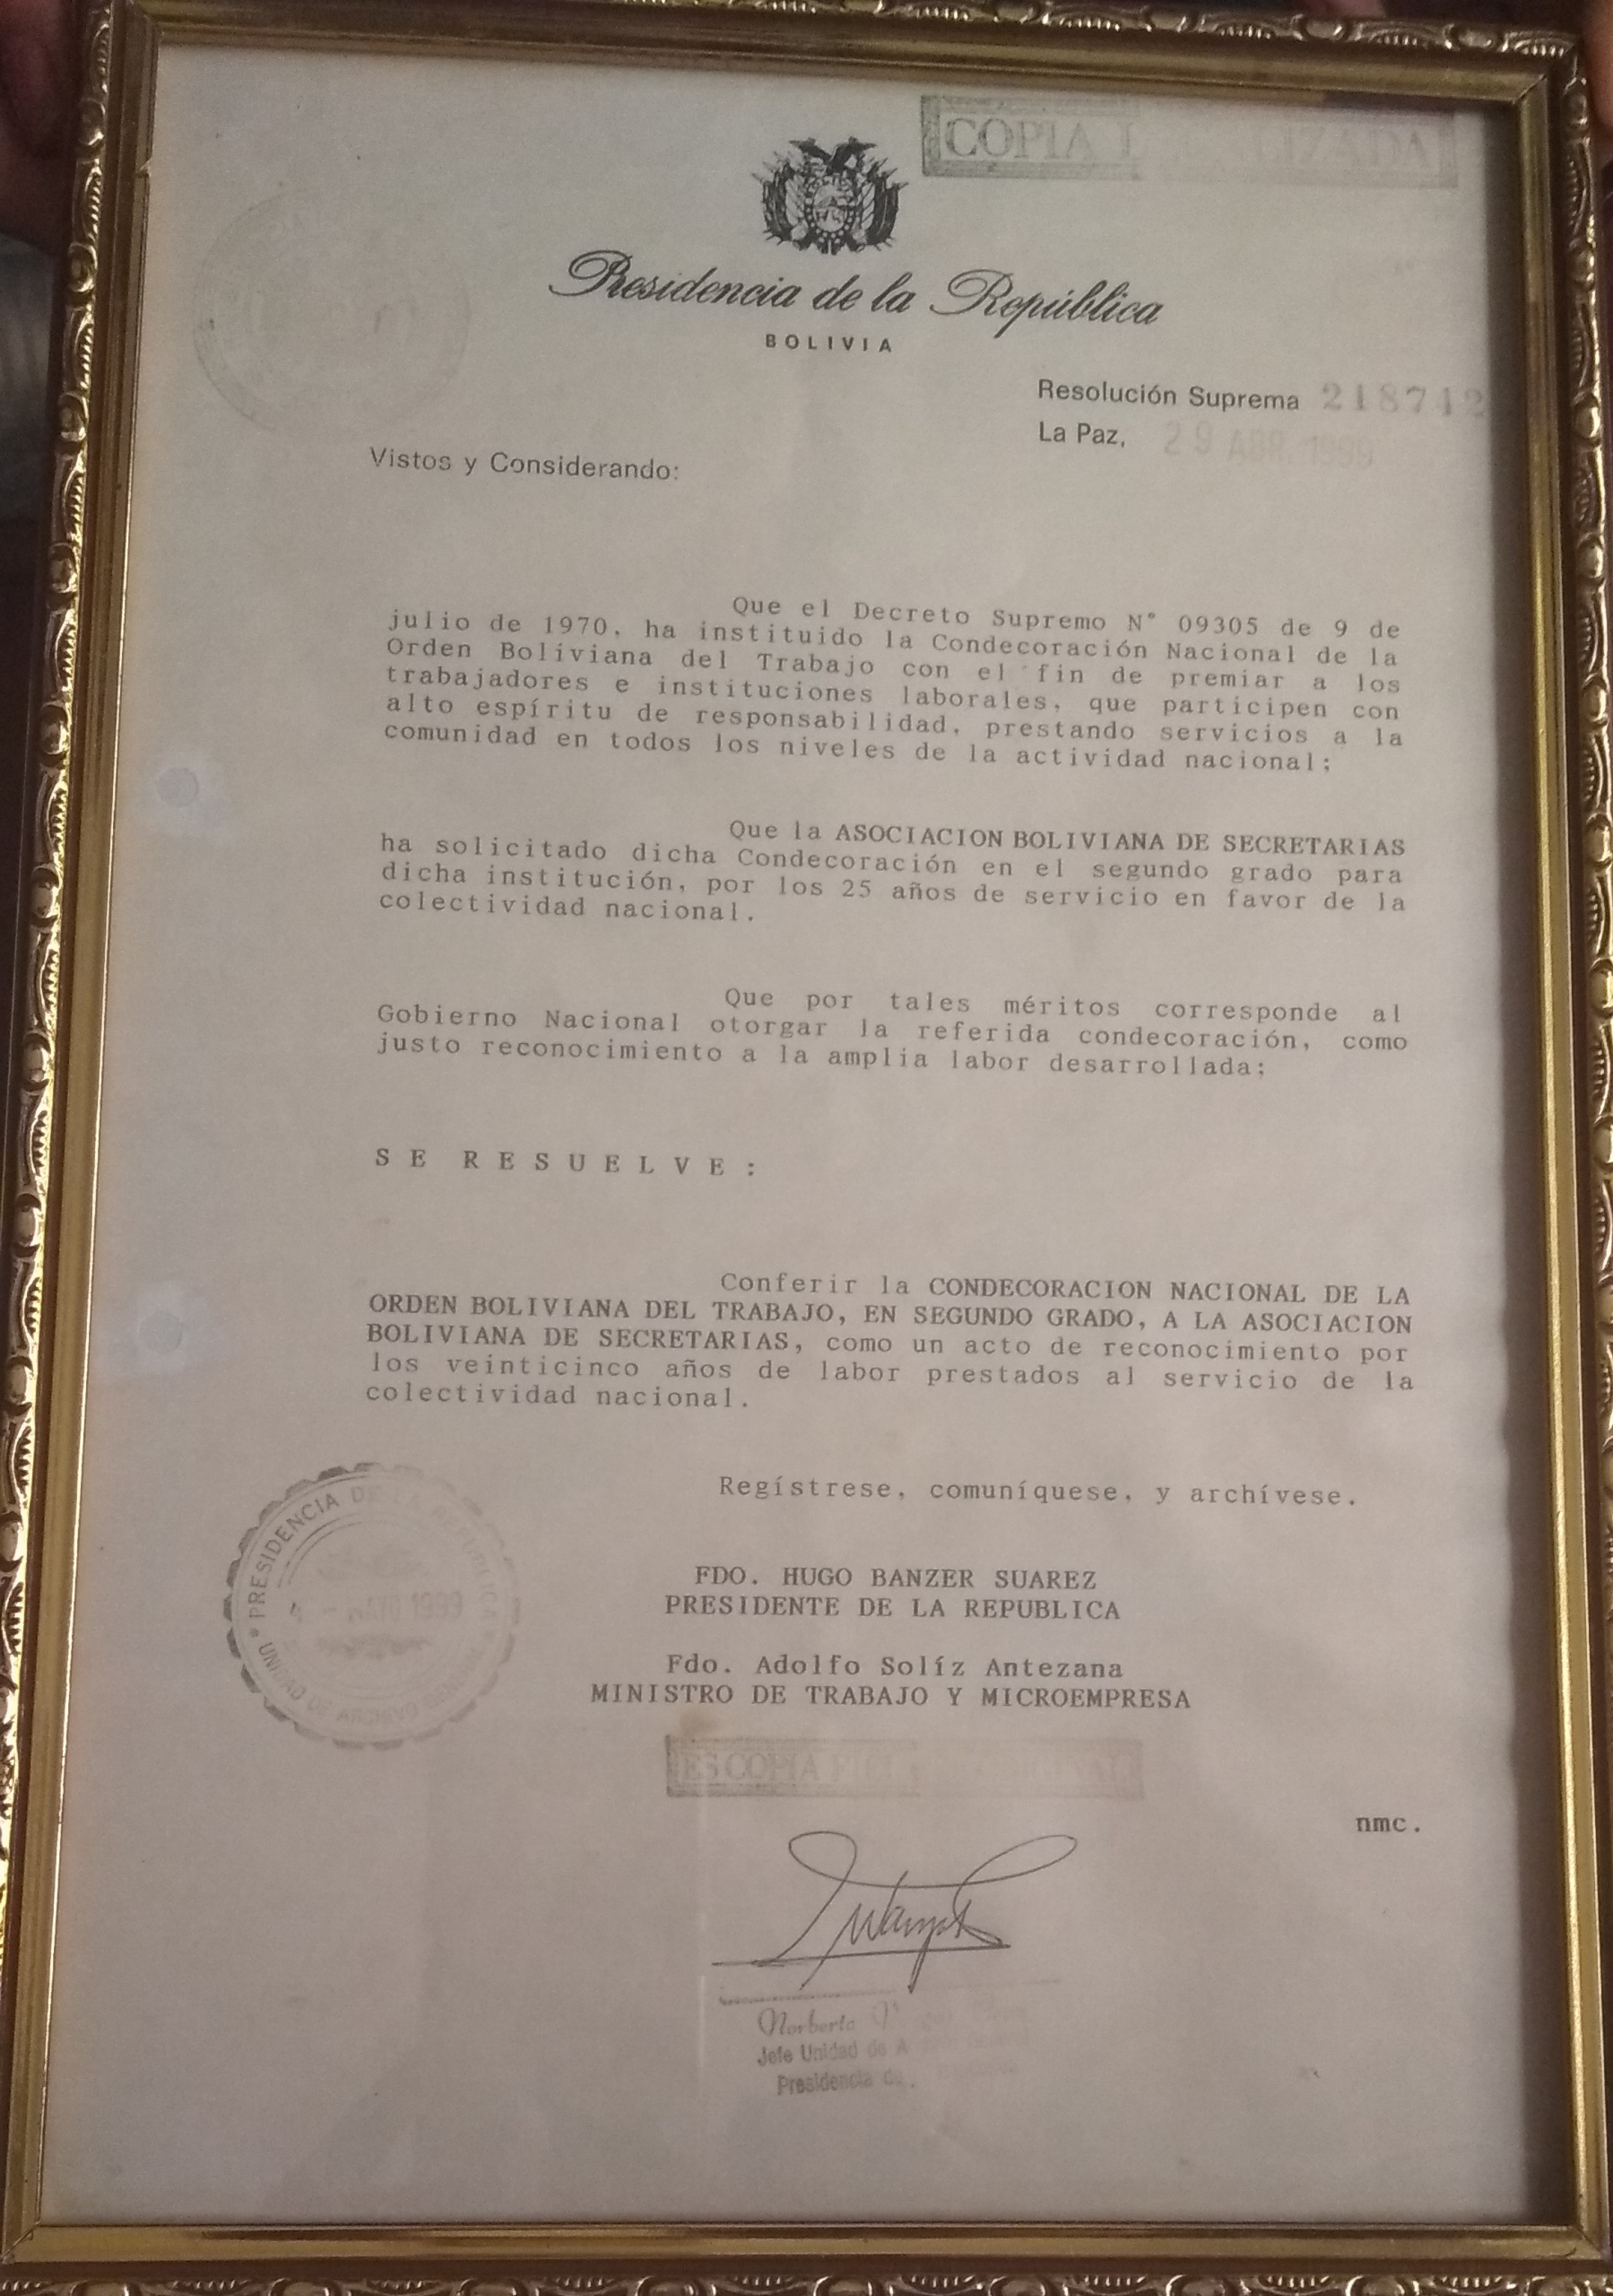 COPIA
Presidencia de la República
BOLIVIA
Resolución Suprema 218742
La Paz, 29 ABR. 1999
Vistos y Considerando:
Que el Decreto Supremo N° 09305 de 9 de
julio de 1970, ha instituido la Condecoración Nacional de la
Orden Boliviana del Trabajo con el fin de premiar a los
trabajadores e instituciones laborales, que participen con
alto espíritu de responsabilidad, prestando servicios a la
comunidad en todos los niveles de la actividad nacional;
Que la ASOCIACION BOLIVIANA DE SECRETARIAS
ha solicitado dicha Condecoración en el segundo grado para
dicha institución, por los 25 años de servicio en favor de la
colectividad nacional.
Que por tales méritos corresponde al
Gobierno Nacional otorgar la referida condecoración, como
justo reconocimiento a la amplia labor desarrollada;
S E R E S U E L V E :
Conferir la CONDECORACION NACIONAL DE LA
ORDEN BOLIVIANA DEL TRABAJO, EN SEGUNDO GRADO, A LA ASOCIACION
BOLIVIANA DE SECRETARIAS, como un acto de reconocimiento por
los veinticinco años de labor prestados al servicio de la
colectividad nacional.
Regístrese, comuníquese, y archívese.
PRESIDENCIA DE
1999
UNIDAD DE ARCHIVO
FDO. HUGO BANZER SUAREZ
PRESIDENTE DE LA REPUBLICA
Fdo. Adolfo Solíz Antezana
MINISTRO DE TRABAJO Y MICROEMPRESA
ES COPIA
nmc.
Norberto
Jefe Unidad de
Presidencia